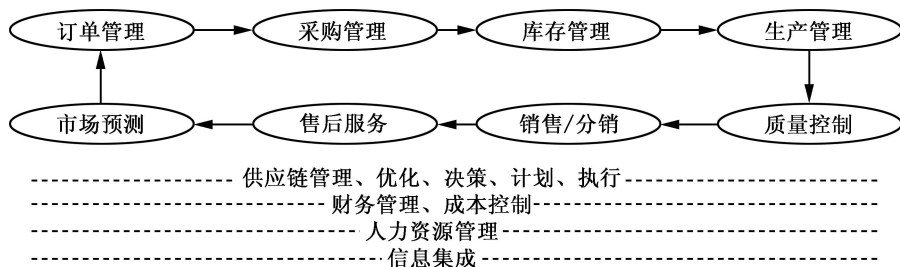 订单管理 采购管理 库存管理 生产管理
市场预测 售后服务 销售/分销 质量控制
供应链管理、优化、决策、计划、执行
财务管理、成本控制
人力资源管理
信息集成